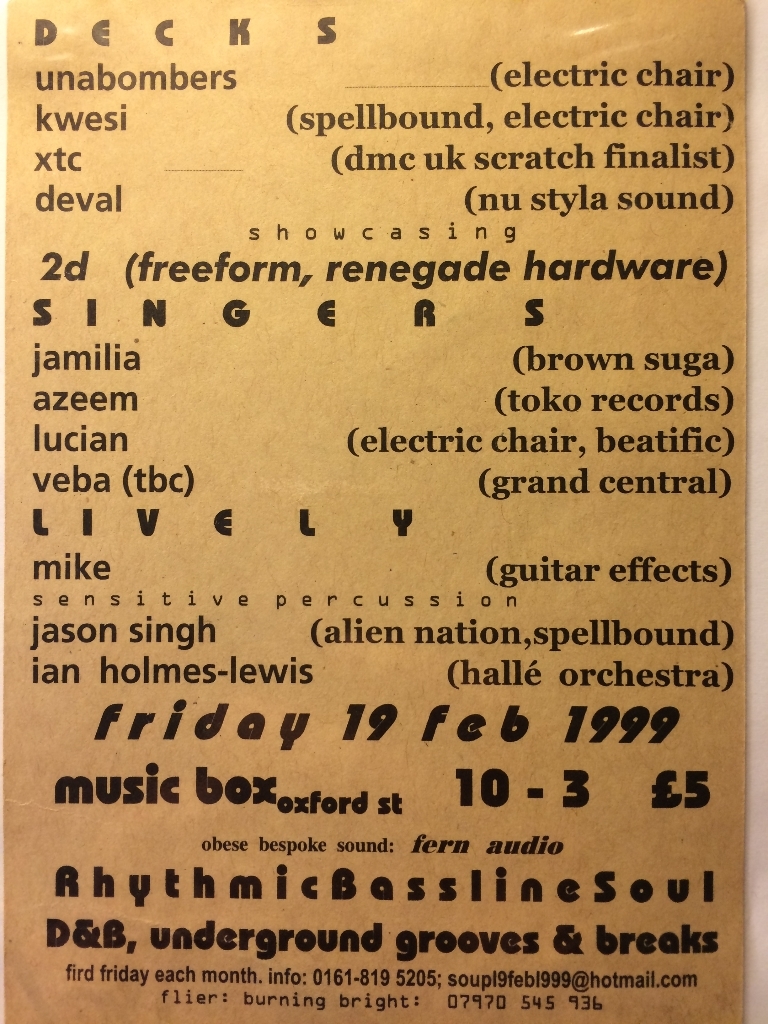 DECKS
unabombers (electric chair)
kwesi (spellbound, electric chair)
xtc (dmc uk scratch finalist)
deval (nu styla sound)
showcasing
2d (freeform, renegade hardware)
SINGERS
jamilia (brown suga)
azeem (toko records)
lucian (electric chair, beatific)
veba (tbc) (grand central)
LIVELY
mike (guitar effects)
sensitive percussion
jason singh (alien nation,spellbound)
ian holmes-lewis (hallé orchestra)
friday 19 feb 1999
music box oxford st 10 - 3 £5
obese bespoke sound: fern audio
RhythmicBasslineSoul
D&B, underground grooves & breaks
fird friday each month. info: 0161-819 5205; soupl9febl999@hotmail.com
flier: burning bright: 07970 545 936